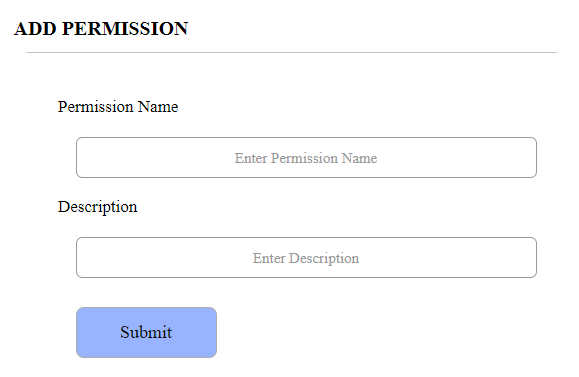 ADD PERMISSION
Permission Name
Enter Permission Name
Description
Enter Description
Submit